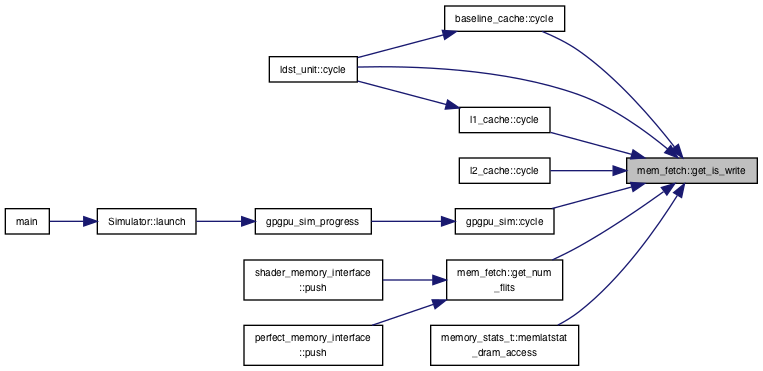 baseline_cache::cycle
ldst_unit::cycle
l1_cache::cycle
l2_cache::cycle
mem_fetch::get_is_write
main
Simulator::launch
gpgpu_sim_progress
gpgpu_sim::cycle
shader_memory_interface
::push
mem_fetch::get_num
_flits
perfect_memory_interface
::push
memory_stats_t::memlatstat
_dram_access